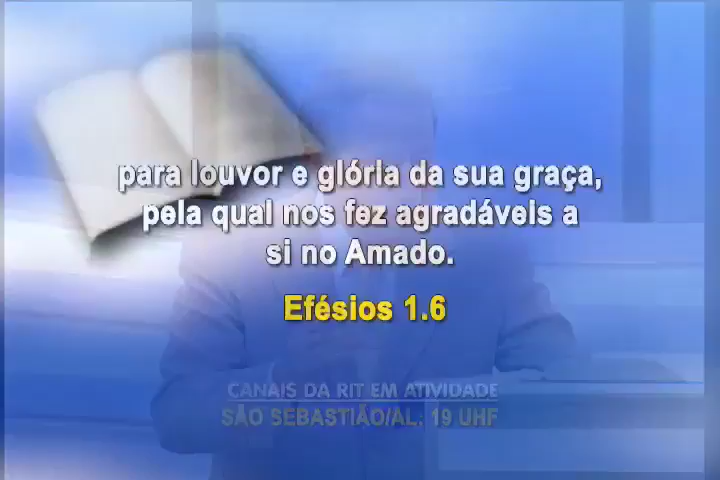 para louvor e glória da sua graça,
pela qual nos fez agradáveis a
si no Amado.
Efésios 1.6
CANAIS DA RIT EM ATIVIDADE
SÃO SEBASTIÃO/AL: 19 UHF